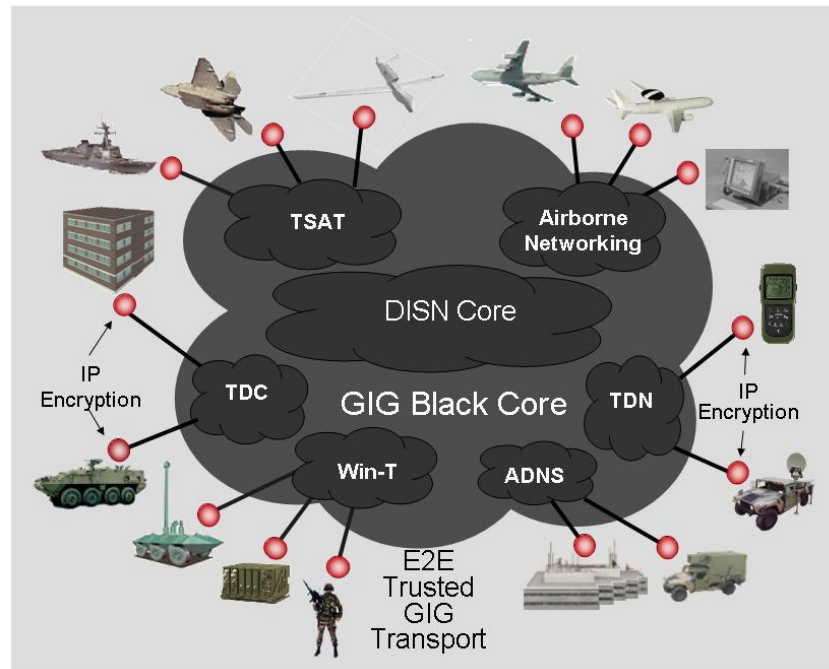 TSAT
Airborne
Networking
DISN Core
IP
Encryption
TDC
GIG Black Core
TDN
IP
Encryption
Win-T
ADNS
E2E
Trusted
GIG
Transport